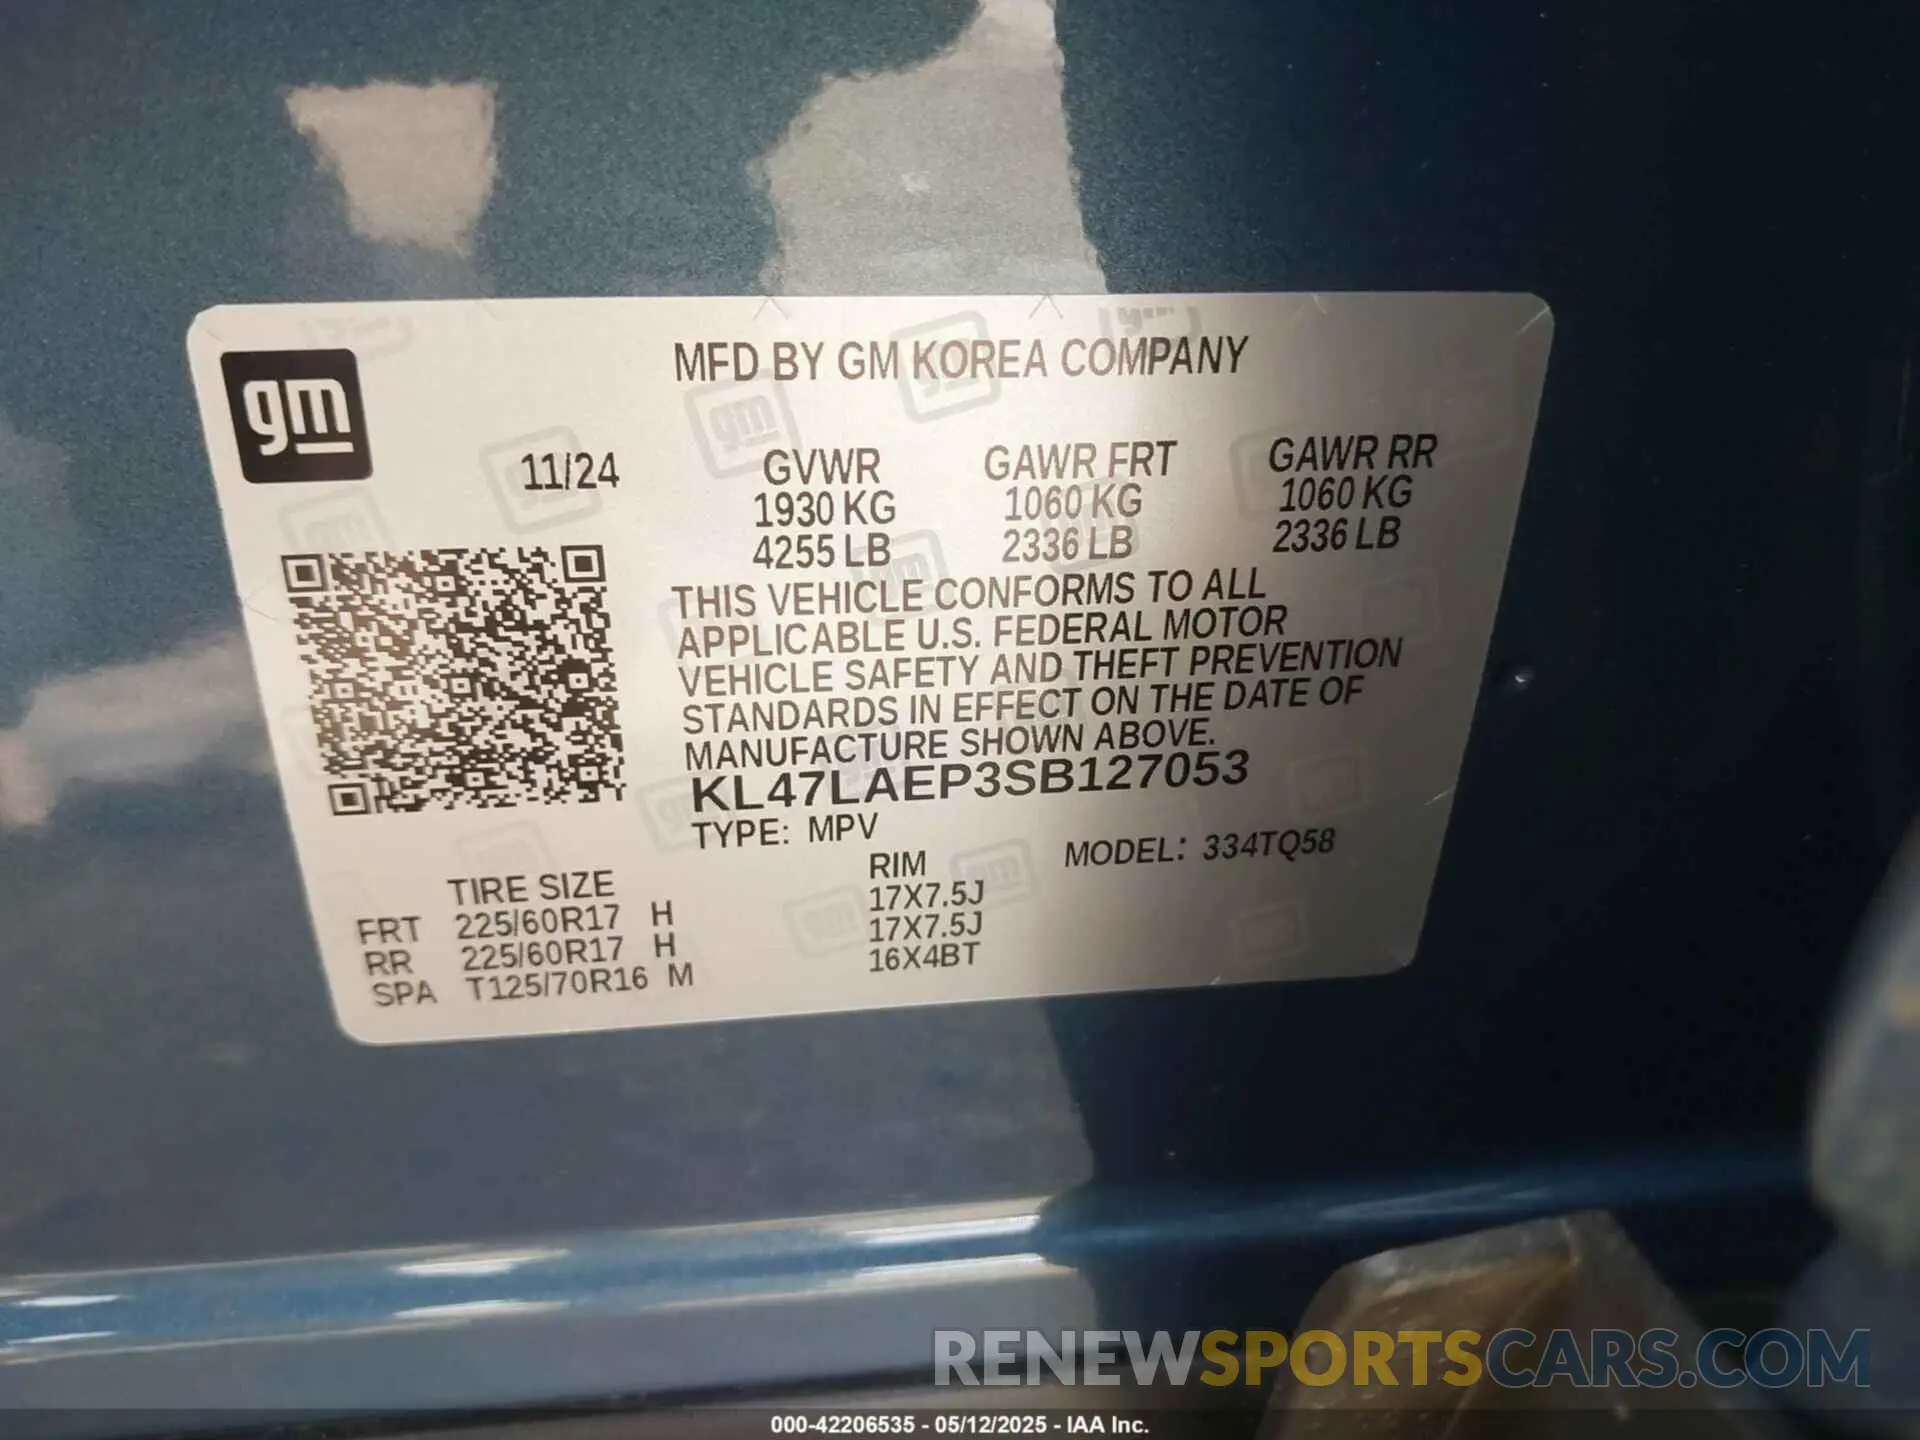 gm
MFD BY GM KOREA COMPANY
11/24 GVWR GAWR FRT GAWR RR
1930 KG 1060 KG 1060 KG
4255 LB 2336 LB 2336 LB
THIS VEHICLE CONFORMS TO ALL
APPLICABLE U.S. FEDERAL MOTOR
VEHICLE SAFETY AND THEFT PREVENTION
STANDARDS IN EFFECT ON THE DATE OF
MANUFACTURE SHOWN ABOVE.
KL47LAEP3SB127053
TYPE: MPV MODEL: 334TQ58
TIRE SIZE RIM
FRT 225/60R17 H 17X7.5J
RR 225/60R17 H 17X7.5J
SPA T125/70R16 M 16X4BT
RENEWSPORTSCARS.COM
000-42206535 - 05/12/2025 - IAA Inc.